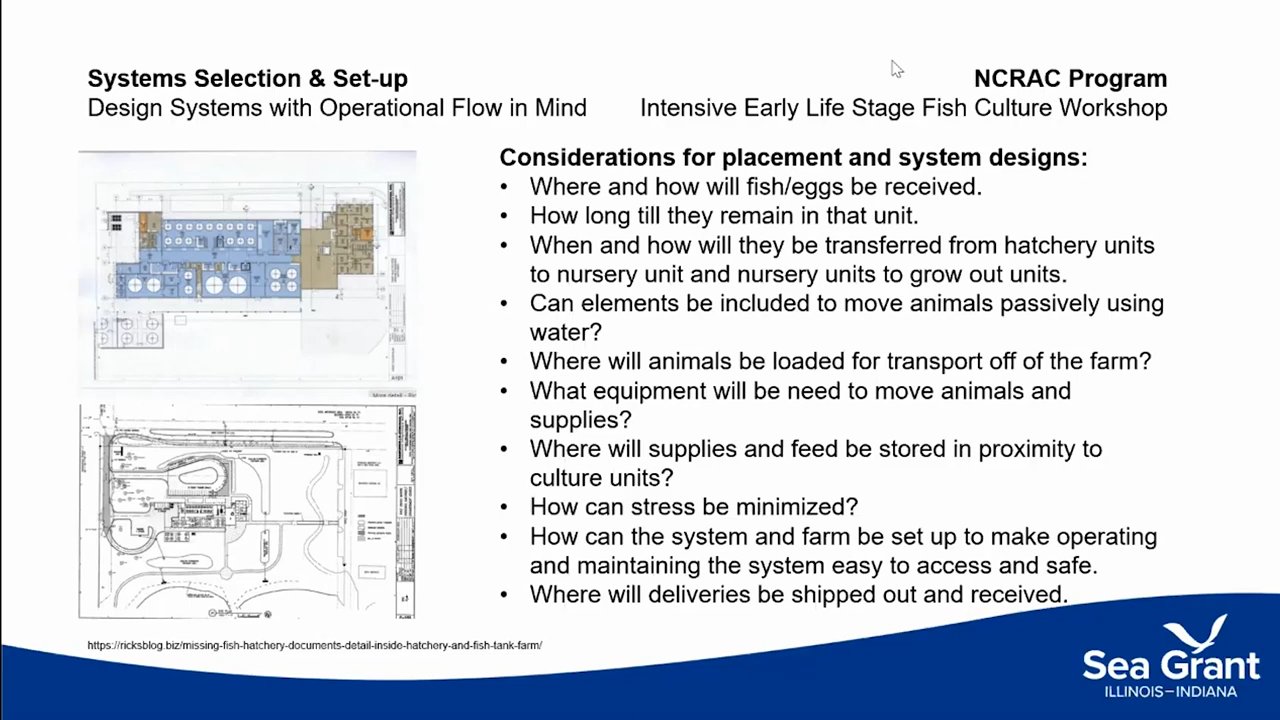 Systems Selection & Set-up
NCRAC Program
Design Systems with Operational Flow in Mind
Intensive Early Life Stage Fish Culture Workshop
Considerations for placement and system designs:
• Where and how will fish/eggs be received.
• How long till they remain in that unit.
• When and how will they be transferred from hatchery units
to nursery unit and nursery units to grow out units.
• Can elements be included to move animals passively using
water?
• Where will animals be loaded for transport off of the farm?
• What equipment will be need to move animals and
supplies?
• Where will supplies and feed be stored in proximity to
culture units?
• How can stress be minimized?
• How can the system and farm be set up to make operating
and maintaining the system easy to access and safe.
• Where will deliveries be shipped out and received.
https://ricksblog.biz/missing-fish-hatchery-documents-detail-inside-hatchery-and-fish-tank-farm/
Sea Grant
ILLINOIS–INDIANA